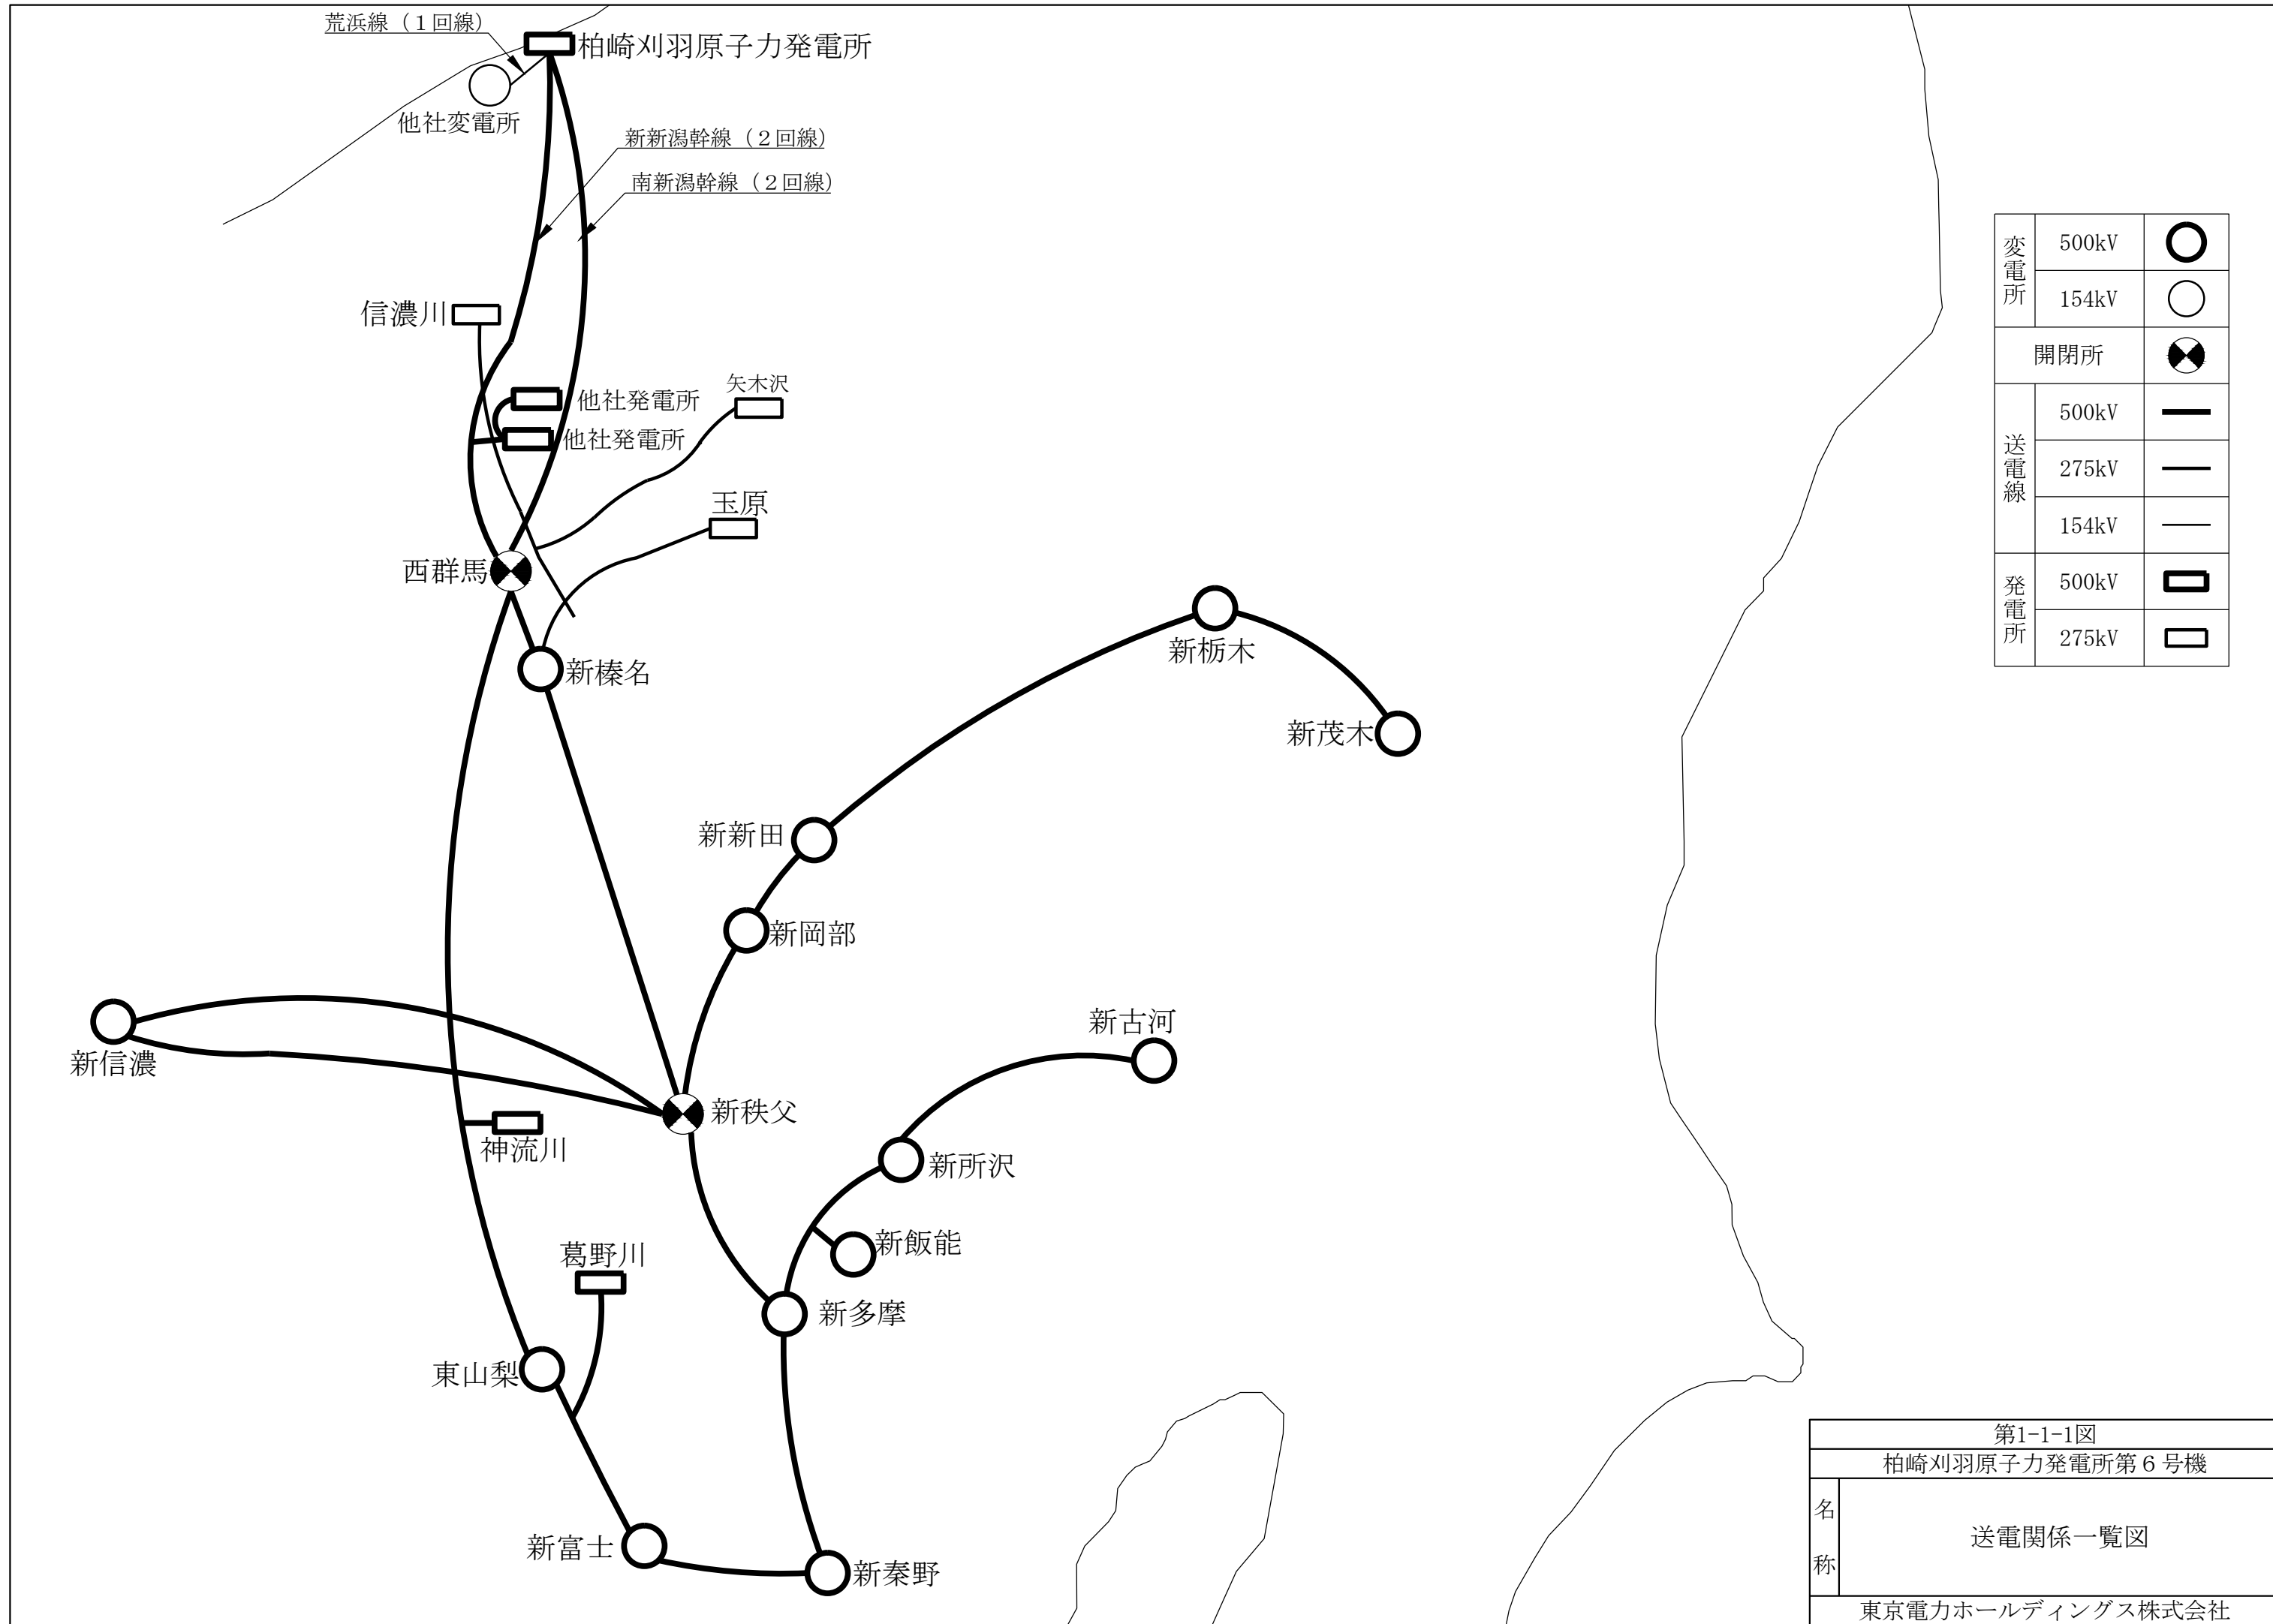 荒浜線（１回線）
柏崎刈羽原子力発電所
他社変電所
新新潟幹線（２回線）
南新潟幹線（２回線）
信濃川
他社発電所
矢木沢
他社発電所
玉原
西群馬
新榛名
新栃木
新茂木
新新田
新岡部
新信濃
新古河
新秩父
神流川
新所沢
新飯能
葛野川
新多摩
東山梨
新富士
新秦野
変電所
500kV
154kV
開閉所
送電線
500kV
275kV
154kV
発電所
500kV
275kV
第1-1-1図
柏崎刈羽原子力発電所第６号機
名称
送電関係一覧図
東京電力ホールディングス株式会社